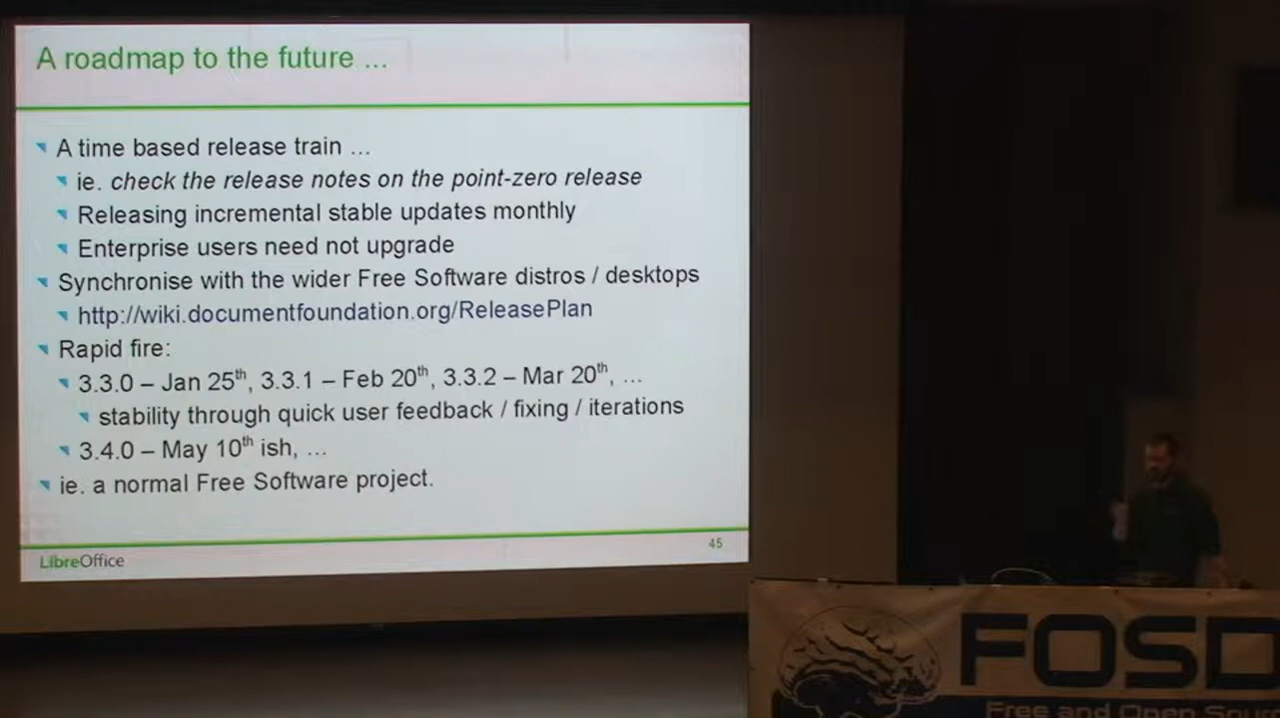 A roadmap to the future ...
A time based release train ...
ie. check the release notes on the point-zero release
Releasing incremental stable updates monthly
Enterprise users need not upgrade
Synchronise with the wider Free Software distros / desktops
http://wiki.documentfoundation.org/ReleasePlan
Rapid fire:
3.3.0 – Jan 25th, 3.3.1 – Feb 20th, 3.3.2 – Mar 20th, ...
stability through quick user feedback / fixing / iterations
3.4.0 – May 10th ish, ...
ie. a normal Free Software project.
45
LibreOffice
FOSD
Free and Open Sour